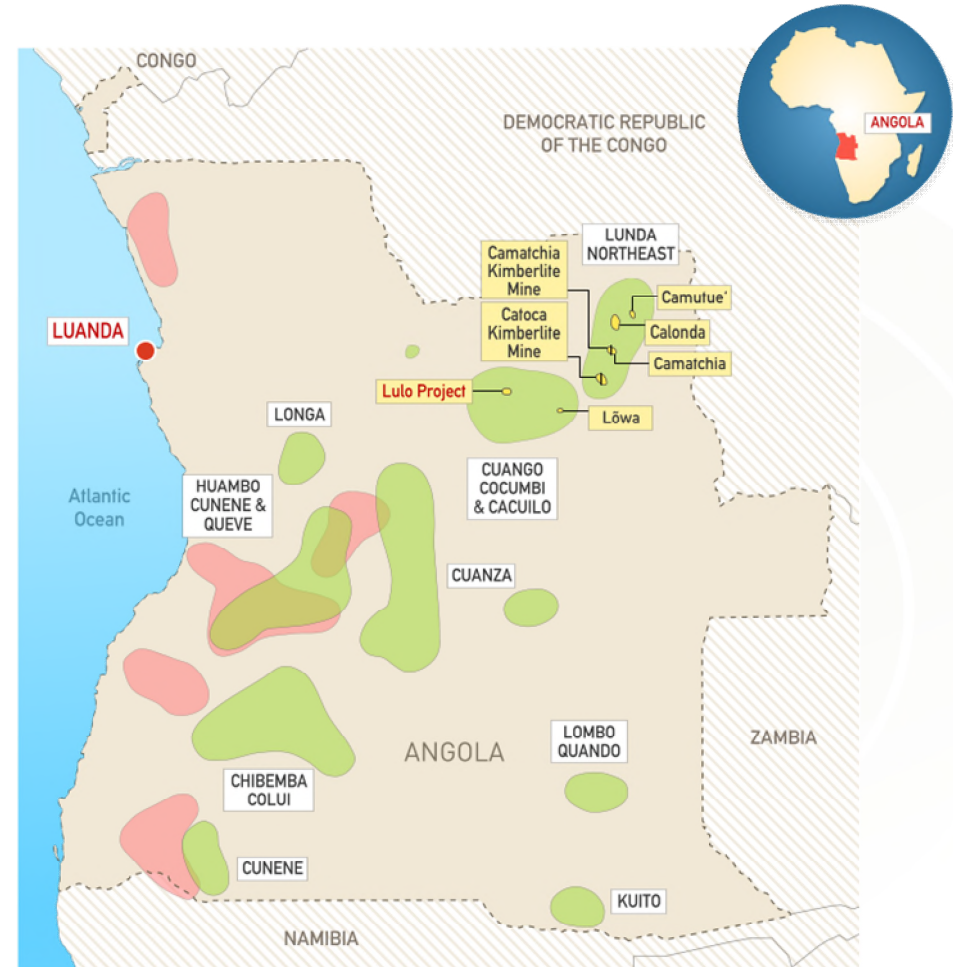 CONGO
ANGOLA
DEMOCRATIC REPUBLIC
OF THE CONGO
LUNDA
NORTHEAST
Camatchia
Kimberlite
Mine
Camutue'
Catoca
Kimberlite
Mine
Calonda
LUANDA
Camatchia
Lulo Project
LONGA
Lõwa
HUAMBO
CUNENE &
QUEVE
CUANGO
COCUMBI
& CACUILO
Atlantic
Ocean
CUANZA
LOMBO
QUANDO
ZAMBIA
ANGOLA
CHIBEMBA
COLUI
CUNENE
KUITO
NAMIBIA